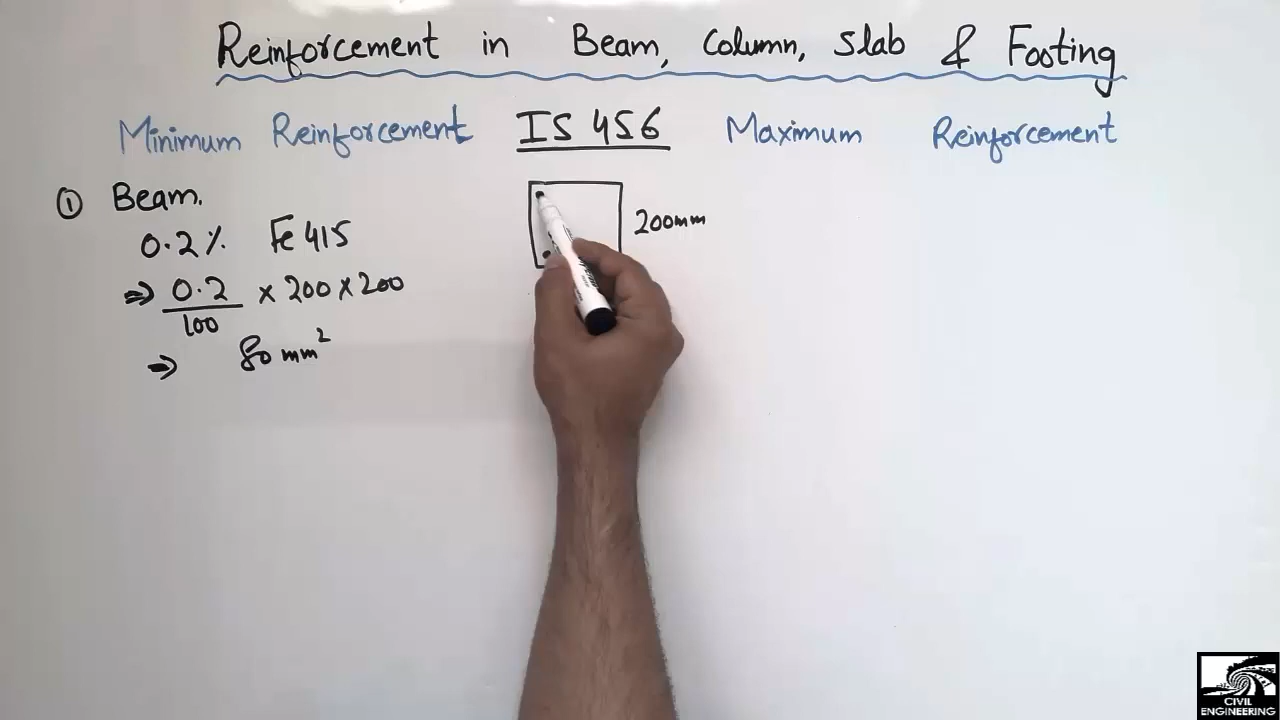 Reinforcement in Beam, Column, Slab & Footing
Minimum Reinforcement IS 456 Maximum Reinforcement
① Beam.
0.2% Fe 415
200mm
⇒ 0.2/100 × 200 × 200
⇒ 80 mm²
CIVIL
ENGINEERING